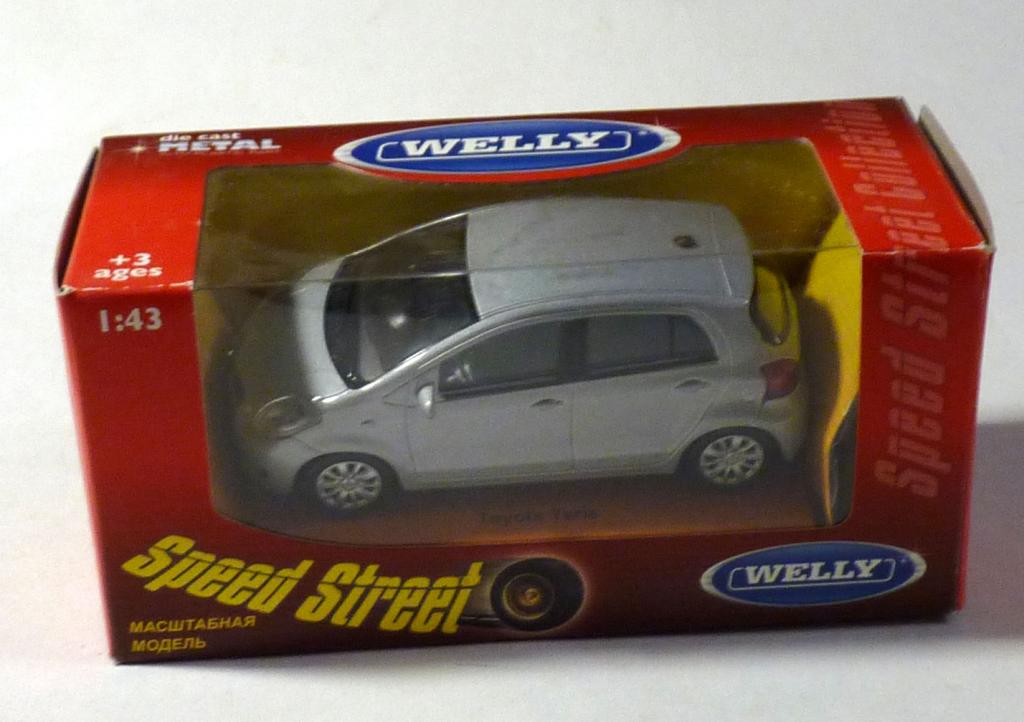 die cast
METAL
WELLY
+3
ages
1:43
Speed Street Collection
Toyota Yaris
Speed Street
WELLY
МАСШТАБНАЯ
МОДЕЛЬ